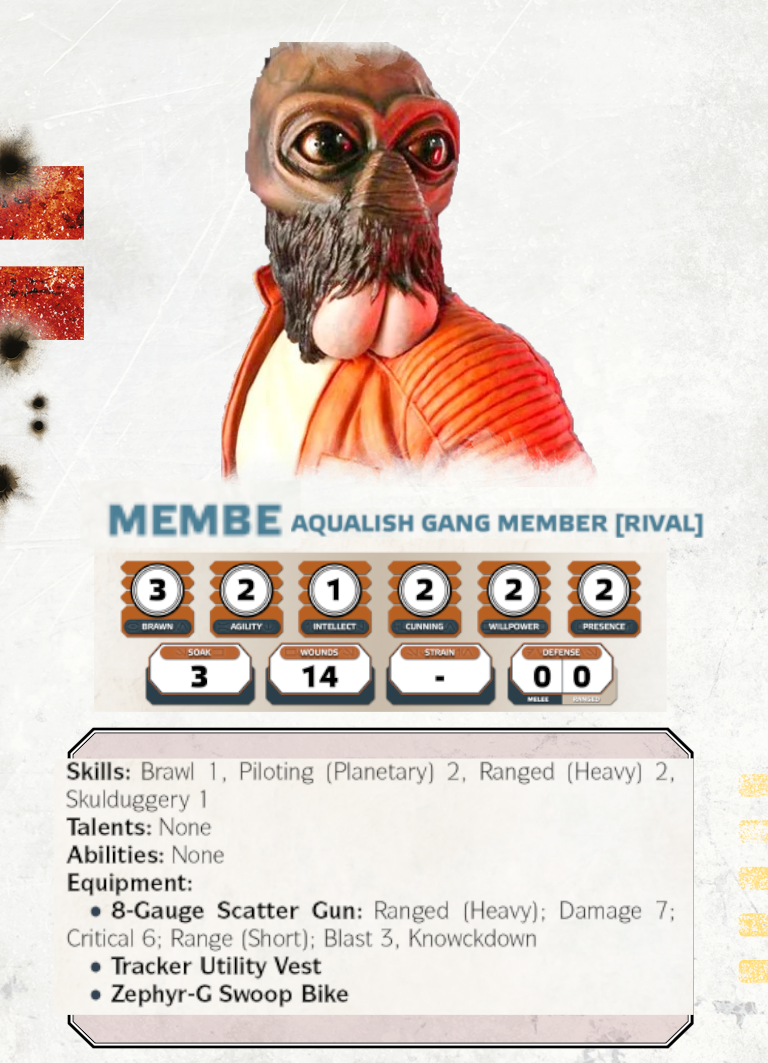 MEMBE AQUALISH GANG MEMBER [RIVAL]
3 2 1 2 2 2
BRAWN AGILITY INTELLECT CUNNING WILLPOWER PRESENCE
SOAK WOUNDS STRAIN DEFENSE
3 14 - 0 0
MELEE RANGED
Skills: Brawl 1, Piloting (Planetary) 2, Ranged (Heavy) 2,
Skulduggery 1
Talents: None
Abilities: None
Equipment:
• 8-Gauge Scatter Gun: Ranged (Heavy); Damage 7;
Critical 6; Range (Short); Blast 3, Knowckdown
• Tracker Utility Vest
• Zephyr-G Swoop Bike